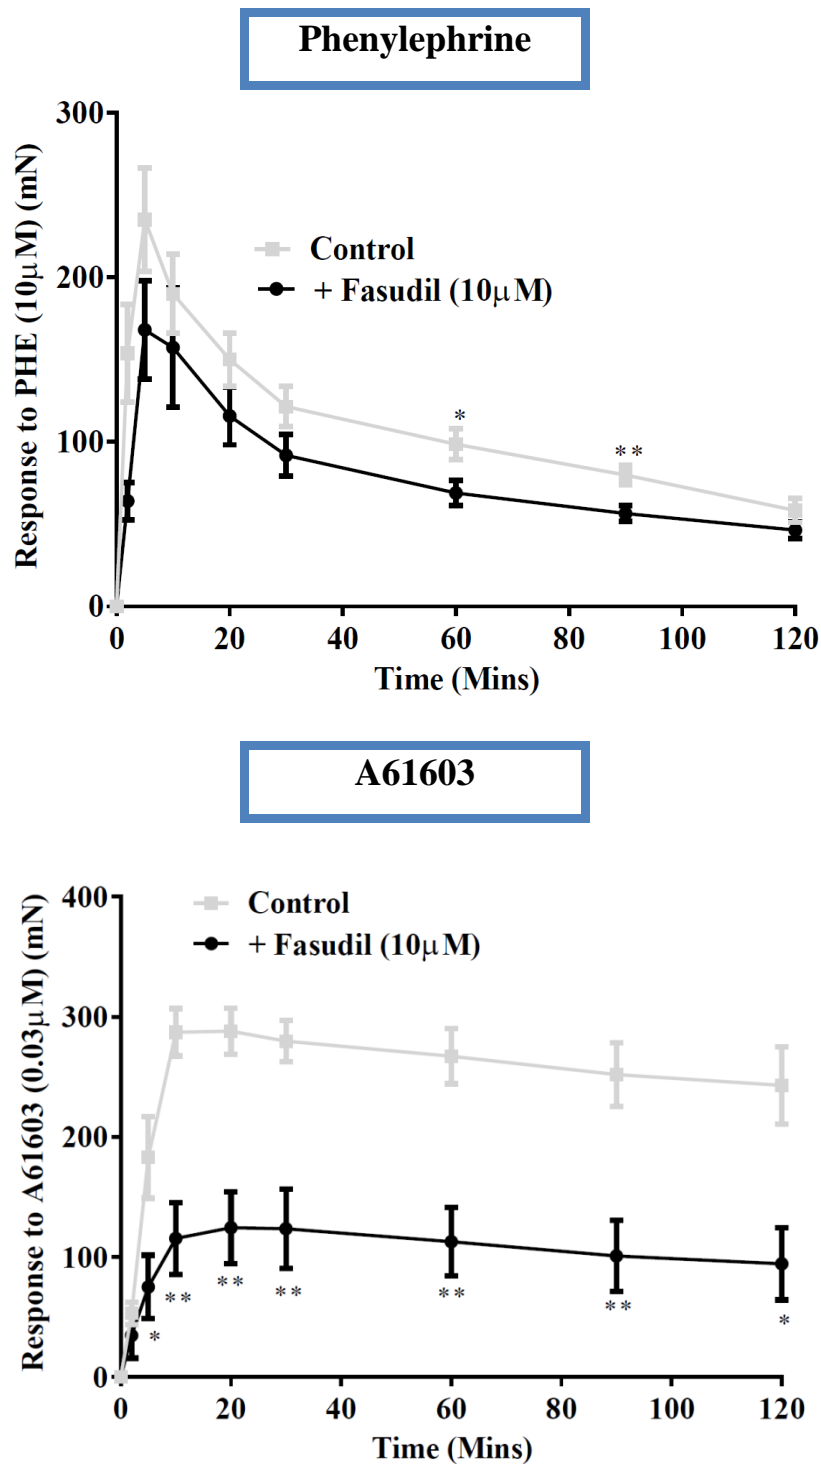 Phenylephrine
Response to PHE (10μM) (mN)
300
200
100
0
Control
+ Fasudil (10μM)
*
**
0 20 40 60 80 100 120
Time (Mins)
A61603
Response to A61603 (0.03μM) (mN)
400
300
200
100
0
Control
+ Fasudil (10μM)
*
**
**
**
**
**
*
0 20 40 60 80 100 120
Time (Mins)